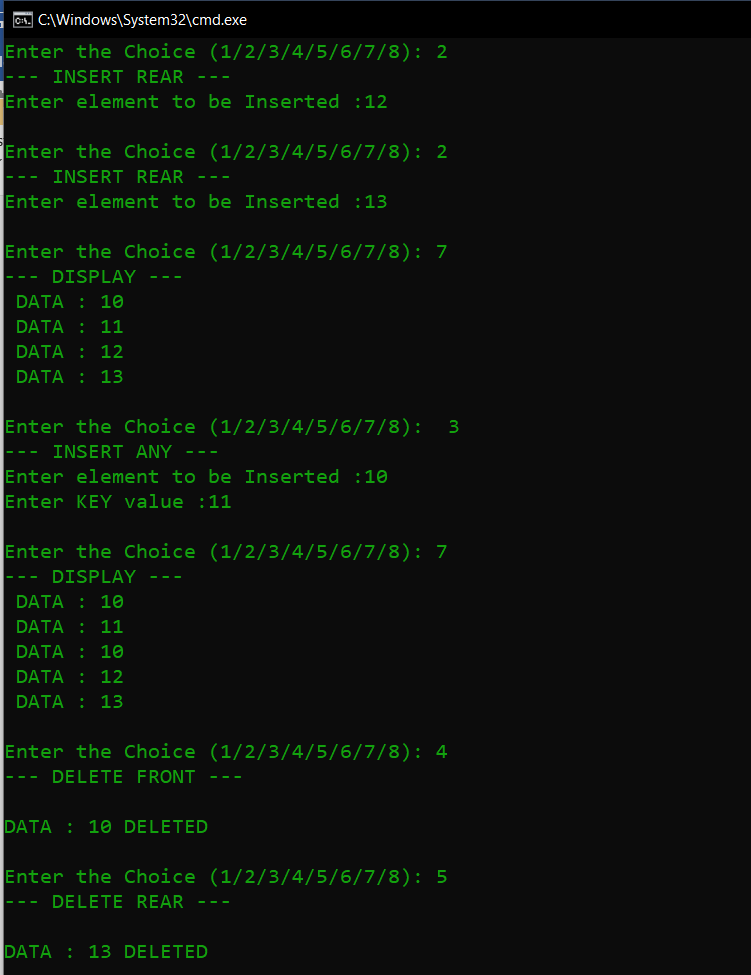 C:\Windows\System32\cmd.exe
Enter the Choice (1/2/3/4/5/6/7/8): 2
--- INSERT REAR ---
Enter element to be Inserted :12
Enter the Choice (1/2/3/4/5/6/7/8): 2
--- INSERT REAR ---
Enter element to be Inserted :13
Enter the Choice (1/2/3/4/5/6/7/8): 7
--- DISPLAY ---
DATA : 10
DATA : 11
DATA : 12
DATA : 13
Enter the Choice (1/2/3/4/5/6/7/8):  3
--- INSERT ANY ---
Enter element to be Inserted :10
Enter KEY value :11
Enter the Choice (1/2/3/4/5/6/7/8): 7
--- DISPLAY ---
DATA : 10
DATA : 11
DATA : 10
DATA : 12
DATA : 13
Enter the Choice (1/2/3/4/5/6/7/8): 4
--- DELETE FRONT ---
DATA : 10 DELETED
Enter the Choice (1/2/3/4/5/6/7/8): 5
--- DELETE REAR ---
DATA : 13 DELETED